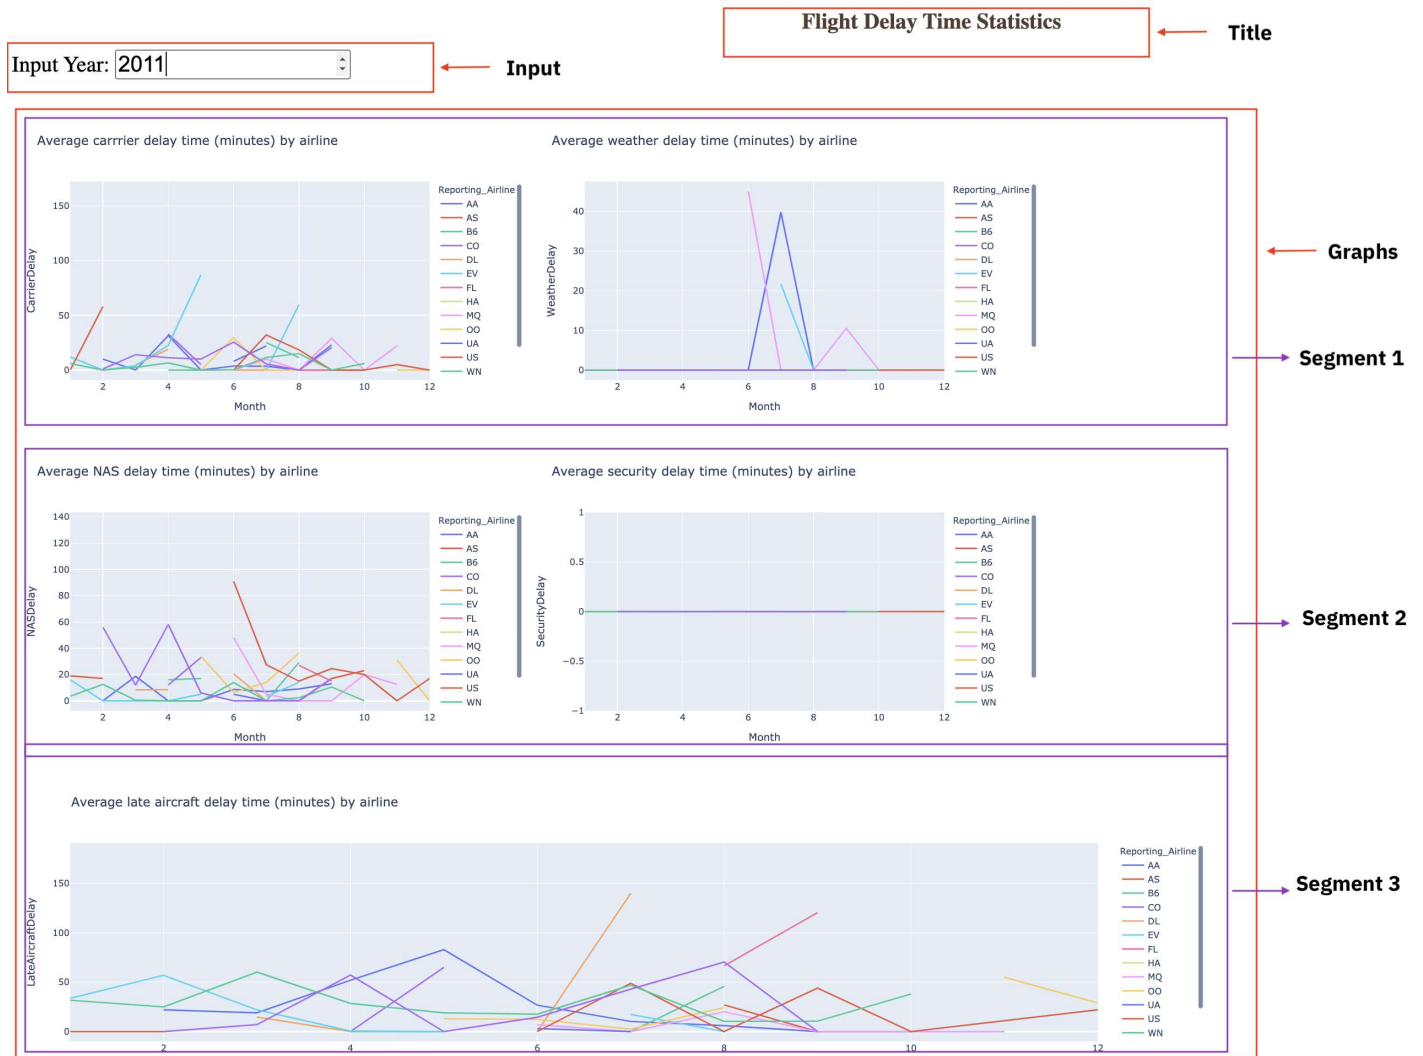 Flight Delay Time Statistics
Title
Input Year: 2011
Input
Graphs
Average carrrier delay time (minutes) by airline
CarrierDelay
150
100
50
0
2 4 6 8 10 12
Month
Reporting_Airline
AA
AS
B6
CO
DL
EV
FL
HA
MQ
OO
UA
US
WN
Average weather delay time (minutes) by airline
WeatherDelay
40
30
20
10
0
2 4 6 8 10 12
Month
Reporting_Airline
AA
AS
B6
CO
DL
EV
FL
HA
MQ
OO
UA
US
WN
Segment 1
Average NAS delay time (minutes) by airline
NASDelay
140
120
100
80
60
40
20
0
2 4 6 8 10 12
Month
Reporting_Airline
AA
AS
B6
CO
DL
EV
FL
HA
MQ
OO
UA
US
WN
Average security delay time (minutes) by airline
SecurityDelay
1
0.5
0
−0.5
−1
2 4 6 8 10 12
Month
Reporting_Airline
AA
AS
B6
CO
DL
EV
FL
HA
MQ
OO
UA
US
WN
Segment 2
Average late aircraft delay time (minutes) by airline
LateAircraftDelay
150
100
50
0
2 4 6 8 10 12
Reporting_Airline
AA
AS
B6
CO
DL
EV
FL
HA
MQ
OO
UA
US
WN
Segment 3